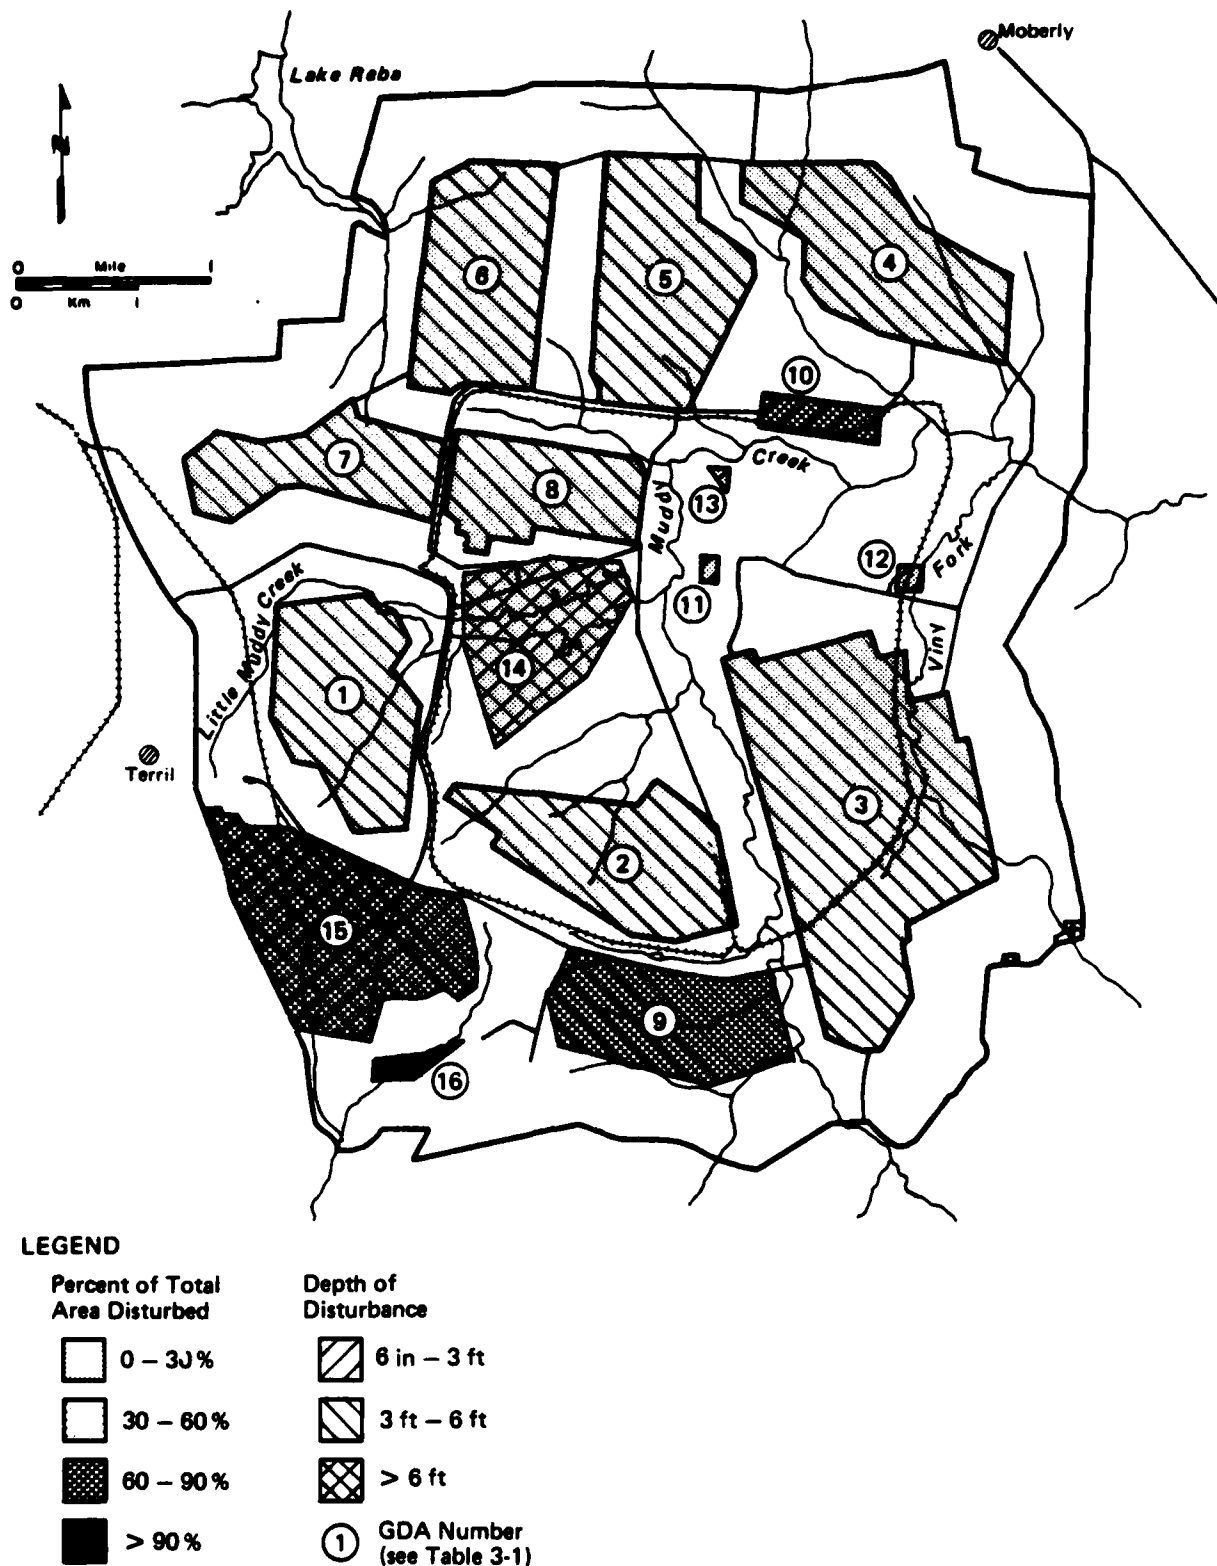 Moberly
Lake Reba
N
0 Mile 1
0 Km 1
4
6
5
10
7
8
Creek
13
Muddy
12
Fork
11
Little Muddy Creek
14
Viny
1
Terril
3
2
15
9
16
LEGEND
Percent of Total
Area Disturbed
Depth of
Disturbance
0 – 30%
6 in – 3 ft
30 – 60%
3 ft – 6 ft
60 – 90%
> 6 ft
> 90%
1
GDA Number
(see Table 3-1)